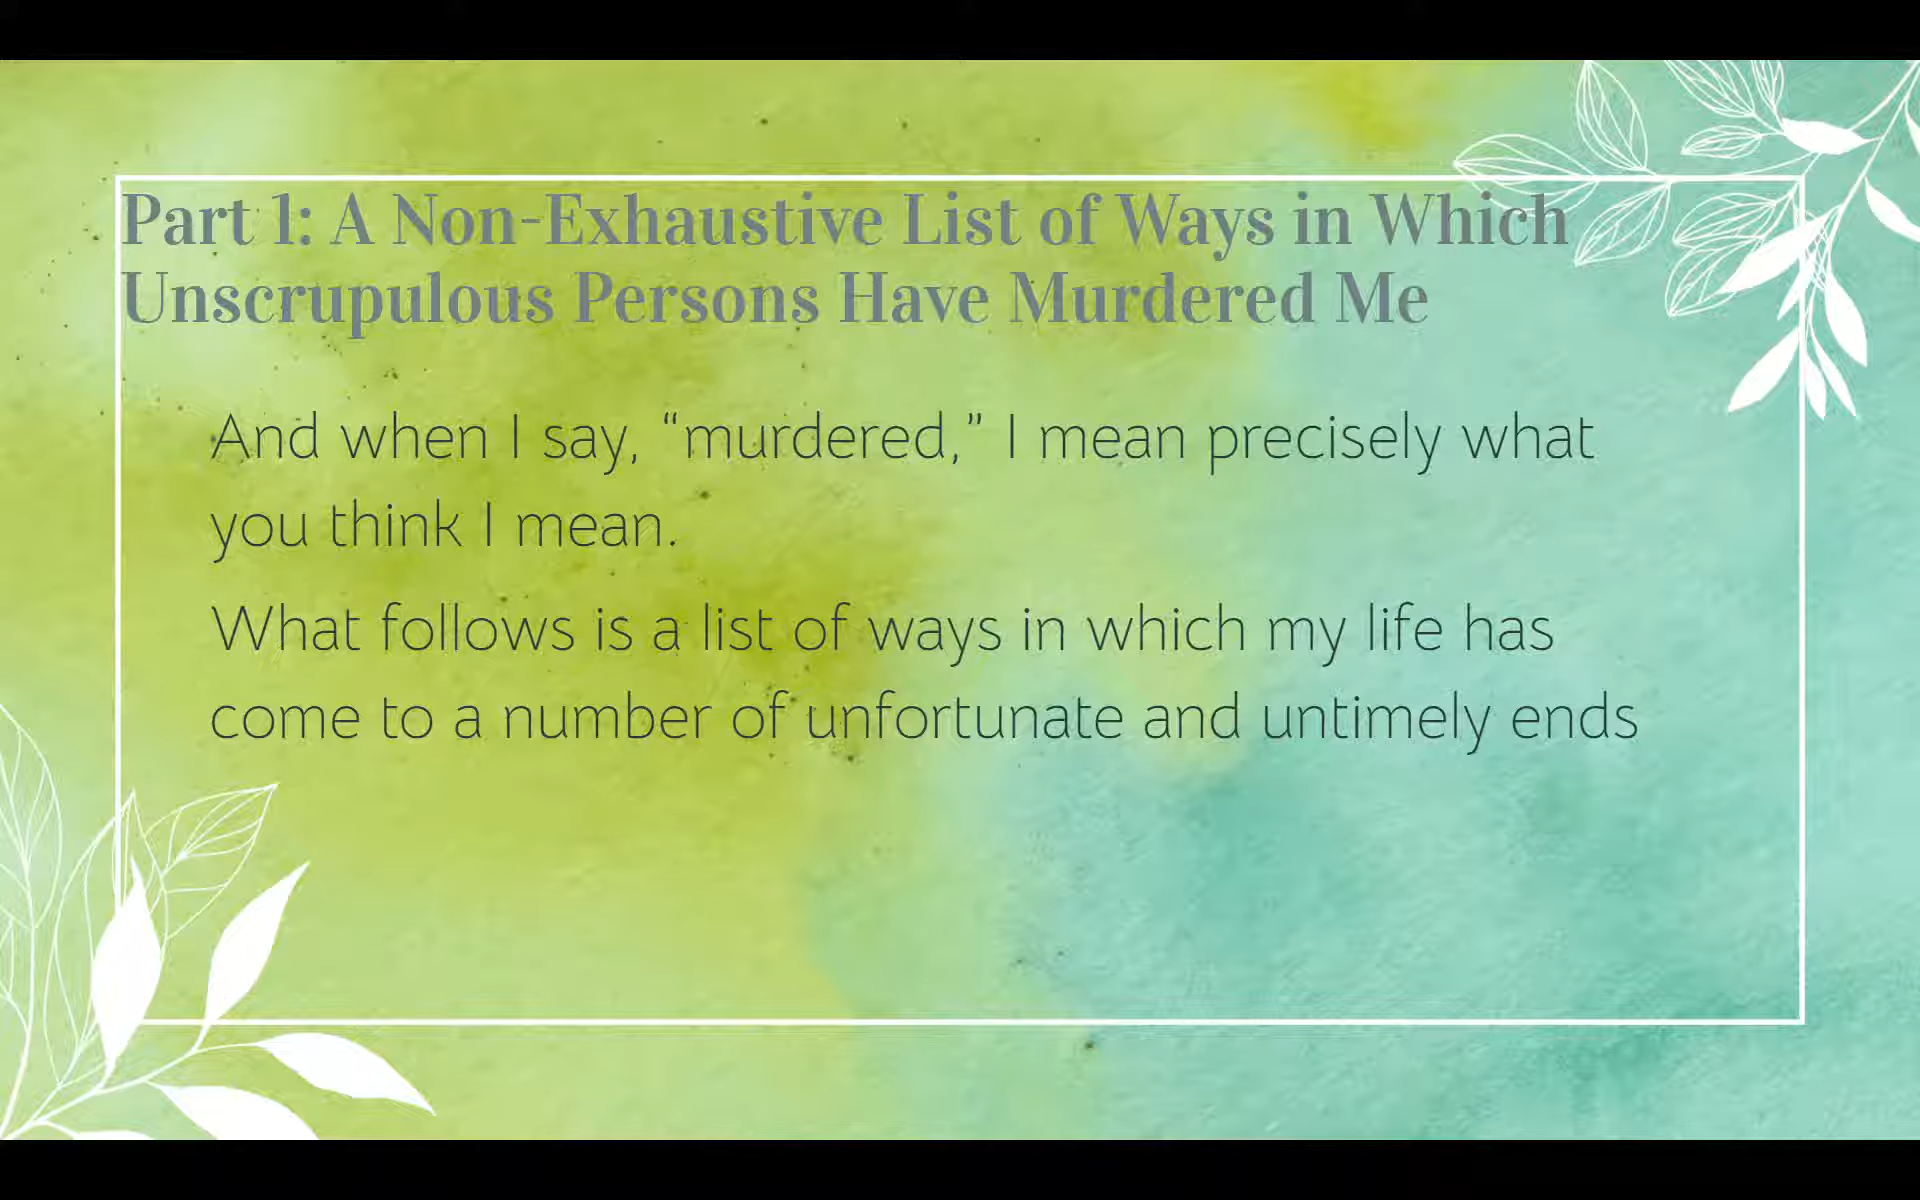 Part 1: A Non-Exhaustive List of Ways in Which
Unscrupulous Persons Have Murdered Me
And when I say, “murdered,” I mean precisely what
you think I mean.
What follows is a list of ways in which my life has
come to a number of unfortunate and untimely ends